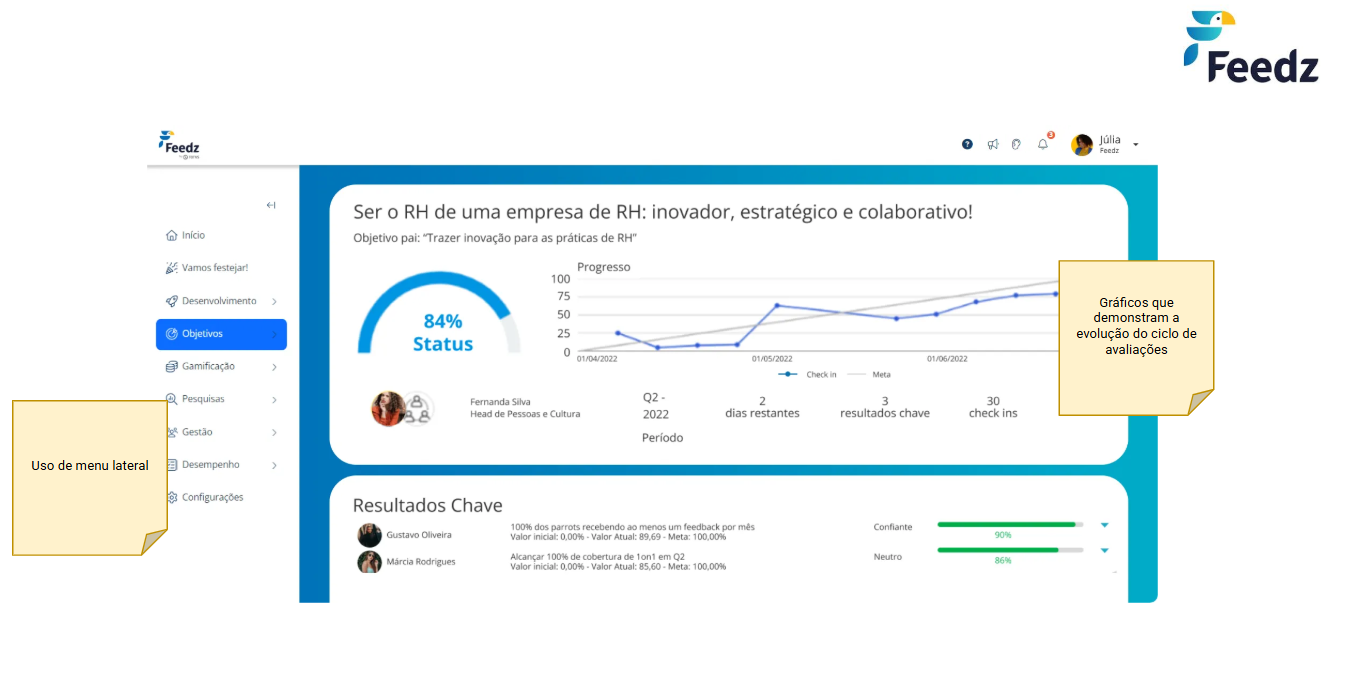 Feedz
Feedz
3
Júlia
Feedz
Início
Vamos festejar!
Desenvolvimento
Objetivos
Gamificação
Pesquisas
Gestão
Desempenho
Configurações
Uso de menu lateral
Ser o RH de uma empresa de RH: inovador, estratégico e colaborativo!
Objetivo pai: “Trazer inovação para as práticas de RH”
84%
Status
Progresso
100
75
50
25
0
01/04/2022
01/05/2022
01/06/2022
Check in
Meta
Gráficos que
demonstram a
evolução do ciclo de
avaliações
Fernanda Silva
Head de Pessoas e Cultura
Q2 -
2022
Período
2
dias restantes
3
resultados chave
30
check ins
Resultados Chave
Gustavo Oliveira
100% dos parrots recebendo ao menos um feedback por mês
Valor inicial: 0,00% - Valor Atual: 89,69 - Meta: 100,00%
Confiante
90%
Márcia Rodrigues
Alcançar 100% de cobertura de 1on1 em Q2
Valor inicial: 0,00% - Valor Atual: 85,60 - Meta: 100,00%
Neutro
86%